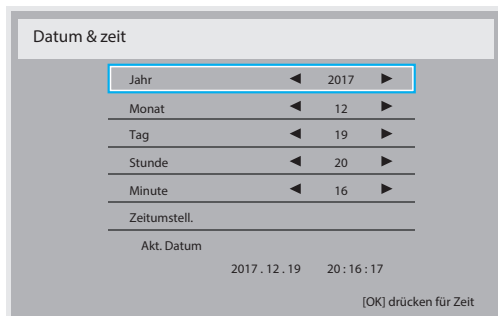 Datum & zeit
Jahr ◀ 2017 ▶
Monat ◀ 12 ▶
Tag ◀ 19 ▶
Stunde ◀ 20 ▶
Minute ◀ 16 ▶
Zeitumstell.
Akt. Datum
2017 . 12 . 19 20 : 16 : 17
[OK] drücken für Zeit